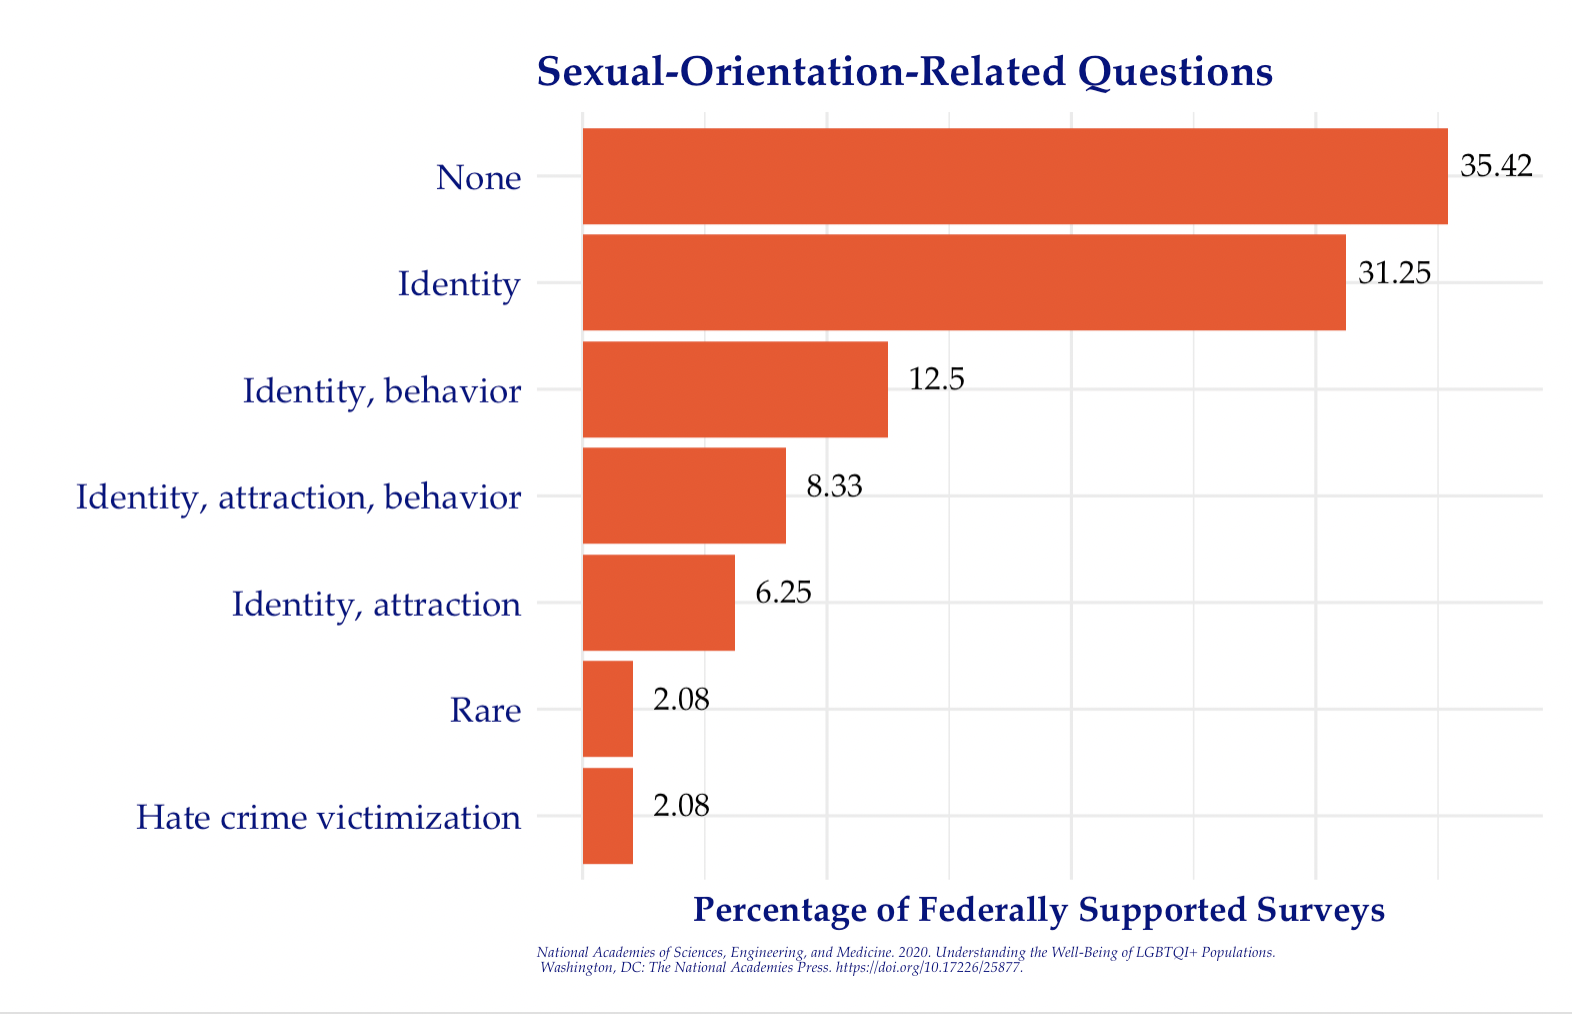 Sexual-Orientation-Related Questions
None
35.42
Identity
31.25
Identity, behavior
12.5
Identity, attraction, behavior
8.33
Identity, attraction
6.25
Rare
2.08
Hate crime victimization
2.08
Percentage of Federally Supported Surveys
National Academies of Sciences, Engineering, and Medicine. 2020. Understanding the Well-Being of LGBTQI+ Populations.
Washington, DC: The National Academies Press. https://doi.org/10.17226/25877.